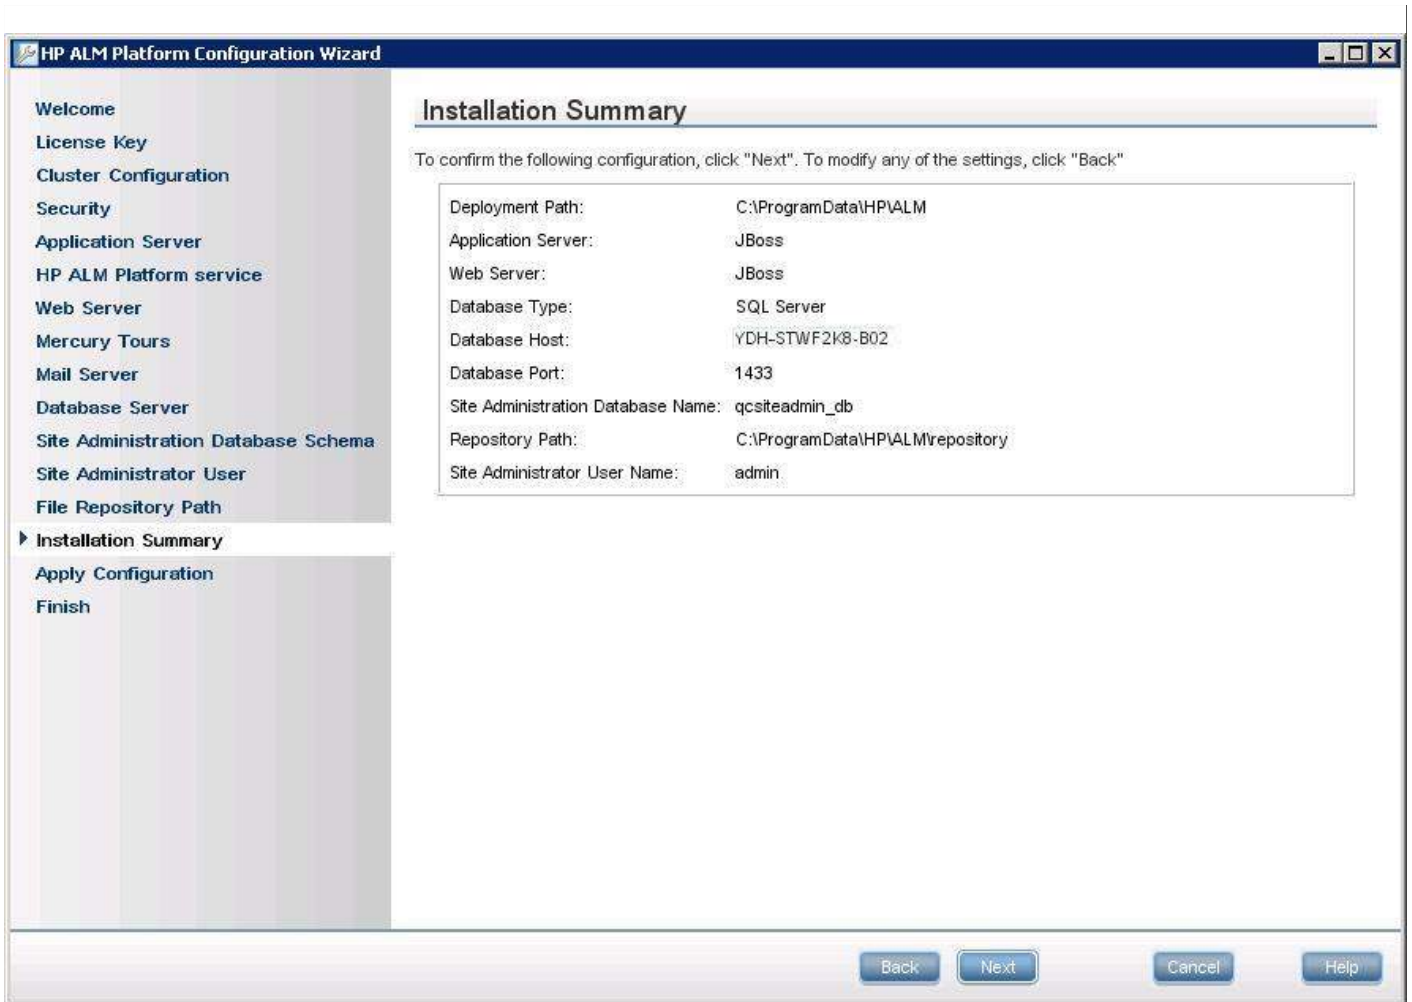 HP ALM Platform Configuration Wizard
Welcome
License Key
Cluster Configuration
Security
Application Server
HP ALM Platform service
Web Server
Mercury Tours
Mail Server
Database Server
Site Administration Database Schema
Site Administrator User
File Repository Path
Installation Summary
Apply Configuration
Finish
Installation Summary
To confirm the following configuration, click "Next". To modify any of the settings, click "Back"
Deployment Path: C:\ProgramData\HP\ALM
Application Server: JBoss
Web Server: JBoss
Database Type: SQL Server
Database Host: YDH-STWF2K8-B02
Database Port: 1433
Site Administration Database Name: qcsiteadmin_db
Repository Path: C:\ProgramData\HP\ALM\repository
Site Administrator User Name: admin
Back Next Cancel Help